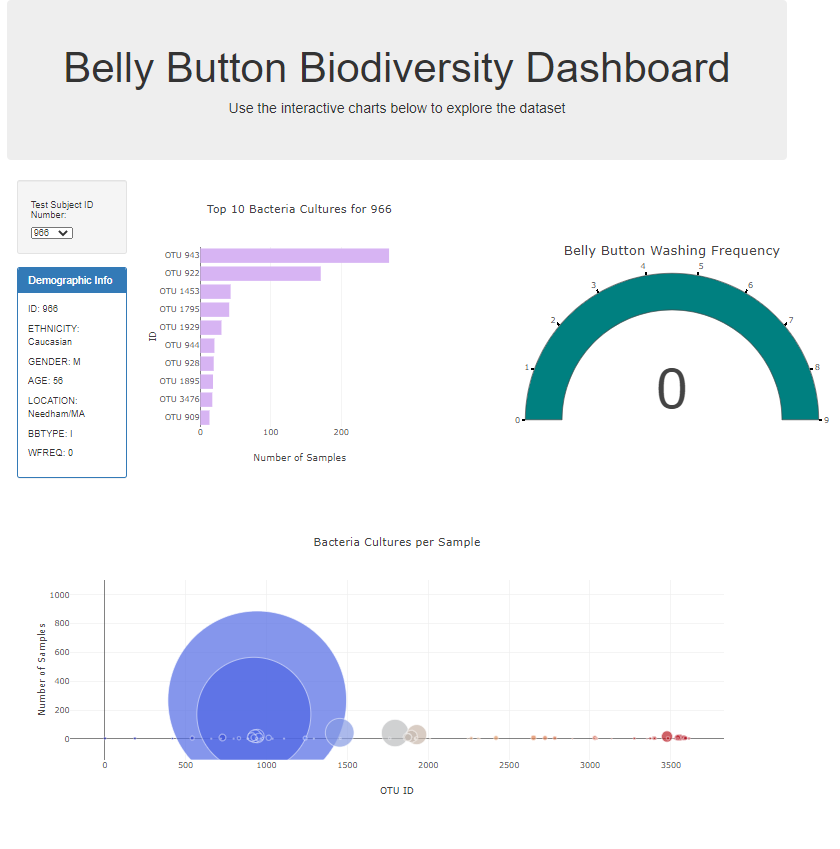 Belly Button Biodiversity Dashboard
Use the interactive charts below to explore the dataset
Test Subject ID
Number:
966
Demographic Info
ID: 966
ETHNICITY:
Caucasian
GENDER: M
AGE: 56
LOCATION:
Needham/MA
BBTYPE: I
WFREQ: 0
Top 10 Bacteria Cultures for 966
ID
OTU 943
OTU 922
OTU 1453
OTU 1795
OTU 1929
OTU 944
OTU 928
OTU 1895
OTU 3476
OTU 909
0 100 200
Number of Samples
Belly Button Washing Frequency
0 1 2 3 4 5 6 7 8 9
0
Bacteria Cultures per Sample
Number of Samples
1000
800
600
400
200
0
0 500 1000 1500 2000 2500 3000 3500
OTU ID